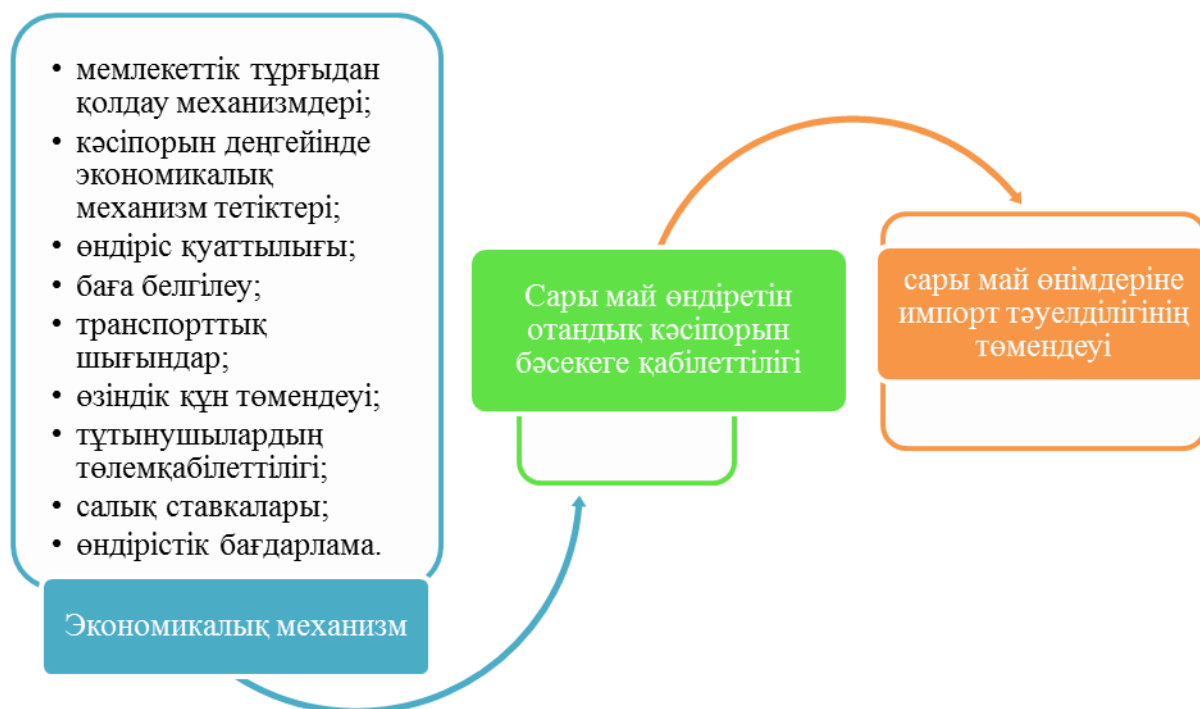 • мемлекеттік тұрғыдан
қолдау механизмдері;
• кәсіпорын деңгейінде
экономикалық
механизм тетіктері;
• өндіріс қуаттылығы;
• баға белгілеу;
• транспорттық
шығындар;
• өзіндік құн төмендеуі;
• тұтынушылардың
төлемқабілеттілігі;
• салық ставкалары;
• өндірістік бағдарлама.
Экономикалық механизм
Сары май өндіретін
отандық кәсіпорын
бәсекеге қабілеттілігі
сары май өнімдеріне
импорт тәуелділігінің
төмендеуі